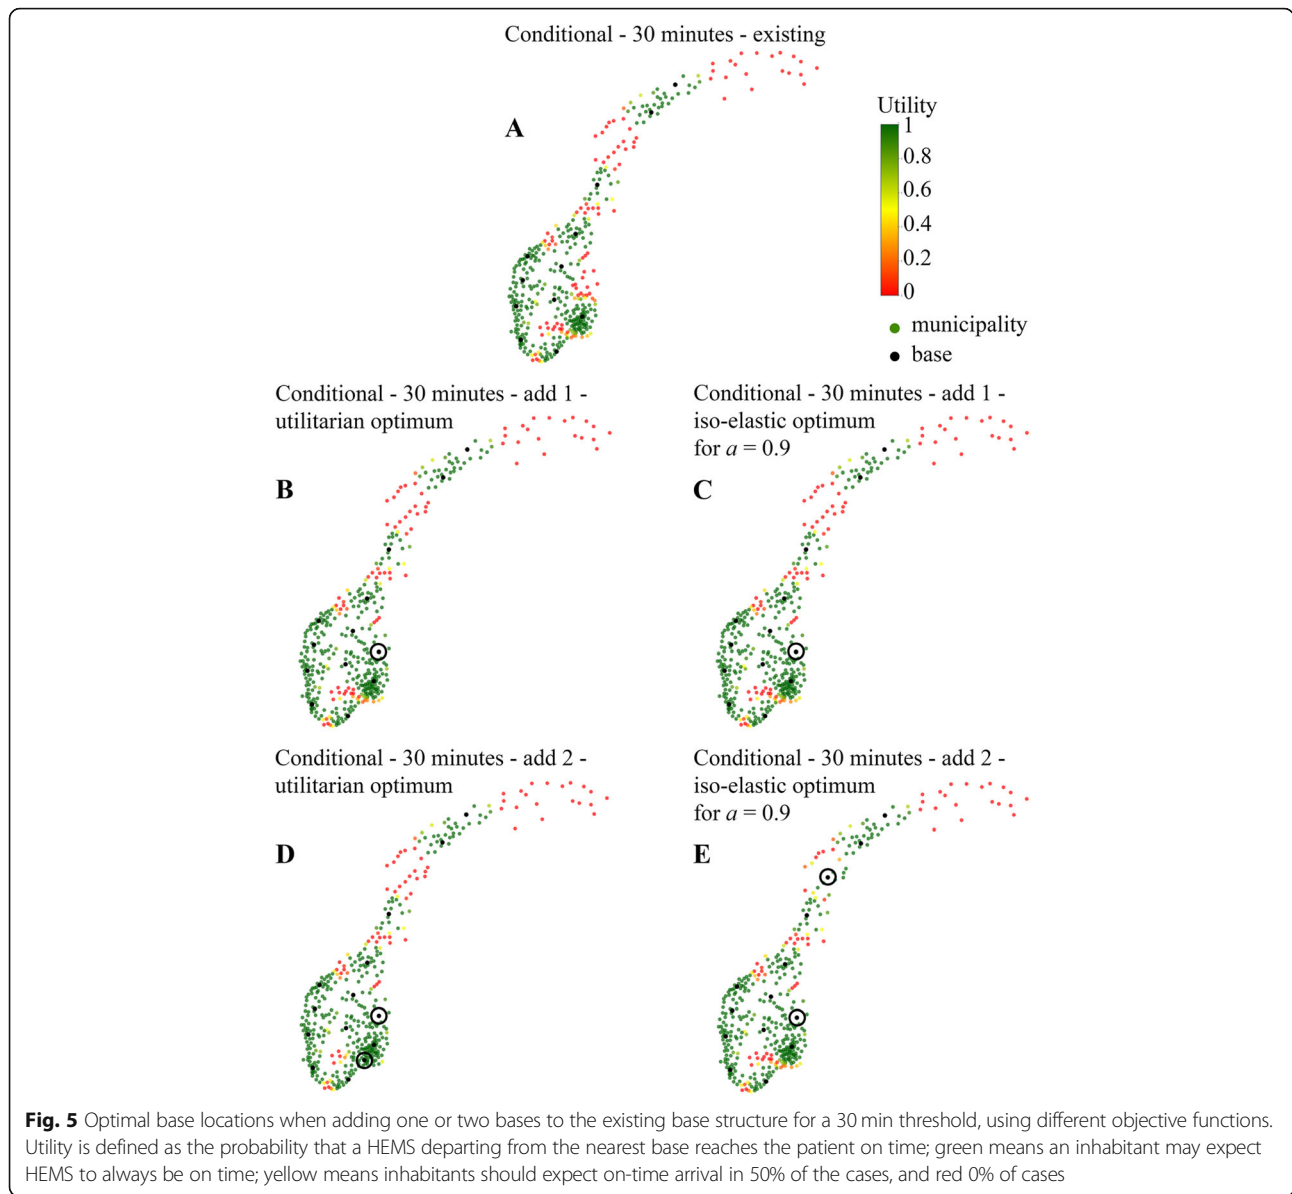 Conditional - 30 minutes - existing
A
Utility
1
0.8
0.6
0.4
0.2
0
municipality
base
Conditional - 30 minutes - add 1 -
utilitarian optimum
B
Conditional - 30 minutes - add 1 -
iso-elastic optimum
for a = 0.9
C
Conditional - 30 minutes - add 2 -
utilitarian optimum
D
Conditional - 30 minutes - add 2 -
iso-elastic optimum
for a = 0.9
E
Fig. 5 Optimal base locations when adding one or two bases to the existing base structure for a 30 min threshold, using different objective functions.
Utility is defined as the probability that a HEMS departing from the nearest base reaches the patient on time; green means an inhabitant may expect
HEMS to always be on time; yellow means inhabitants should expect on-time arrival in 50% of the cases, and red 0% of cases